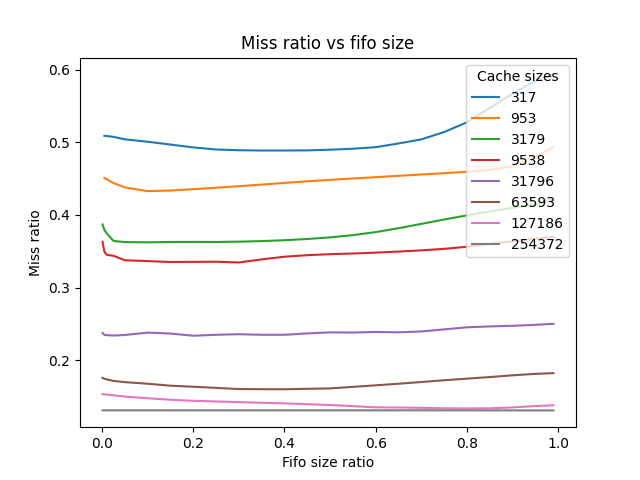 Miss ratio vs fifo size
Cache sizes
317
953
3179
9538
31796
63593
127186
254372
Miss ratio
0.6
0.5
0.4
0.3
0.2
0.0 0.2 0.4 0.6 0.8 1.0
Fifo size ratio